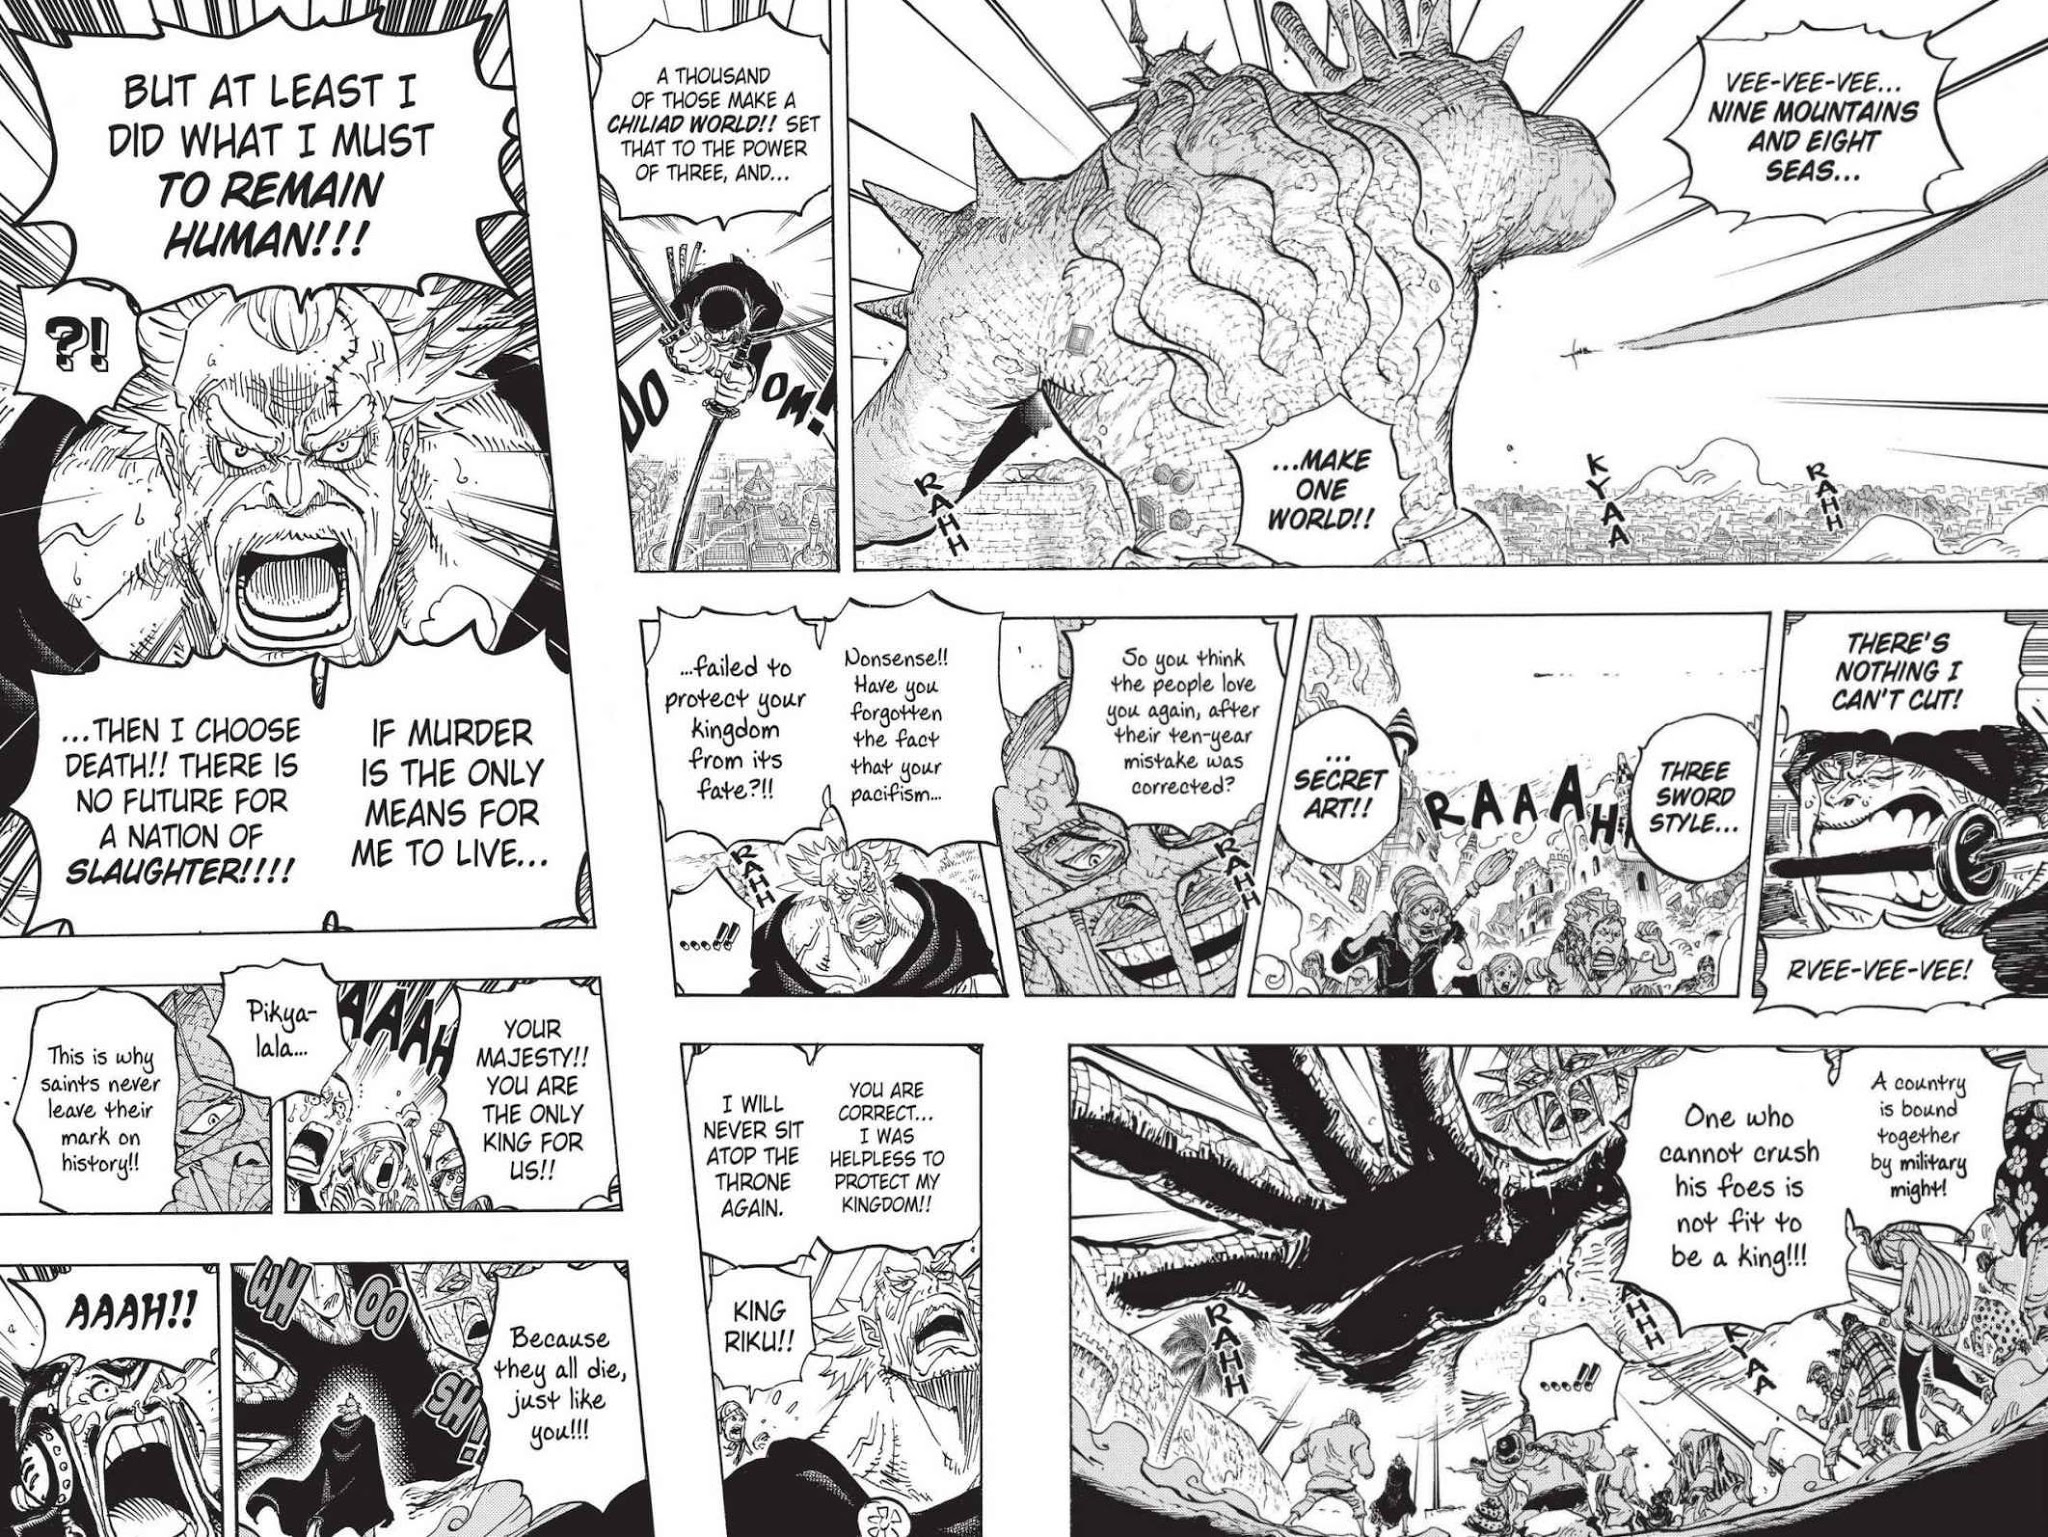 VEE-VEE-VEE...
NINE MOUNTAINS
AND EIGHT
SEAS...
...MAKE
ONE
WORLD!!
RAHH
KYAA
RAHH
A THOUSAND
OF THOSE MAKE A
CHILIAD WORLD!! SET
THAT TO THE POWER
OF THREE, AND...
DOOM!
THERE'S
NOTHING I
CAN'T CUT!
RVEE-VEE-VEE!
THREE
SWORD
STYLE...
...
SECRET
ART!!
RAAAH
So you think
the people love
you again, after
their ten-year
mistake was
corrected?
RAHH
Nonsense!!
Have you
forgotten
the fact
that your
pacifism...
...failed to
protect your
kingdom
from its
fate?!!
RAHH
...!!
A country
is bound
together
by military
might!
One who
cannot crush
his foes is
not fit to
be a king!!!
KYAA
AHHH
RAHH
....!!
YOU ARE
CORRECT...
I WAS
HELPLESS TO
PROTECT MY
KINGDOM!!
I WILL
NEVER SIT
ATOP THE
THRONE
AGAIN.
KING
RIKU!!
BUT AT LEAST I
DID WHAT I MUST
TO REMAIN
HUMAN!!!
?!
IF MURDER
IS THE ONLY
MEANS FOR
ME TO LIVE...
...THEN I CHOOSE
DEATH!! THERE IS
NO FUTURE FOR
A NATION OF
SLAUGHTER!!!!
YOUR
MAJESTY!!
YOU ARE
THE ONLY
KING FOR
US!!
AAAH
Pikya-
lala...
This is why
saints never
leave their
mark on
history!!
Because
they all die,
just like
you!!!
WHOOSH!!
AAAH!!